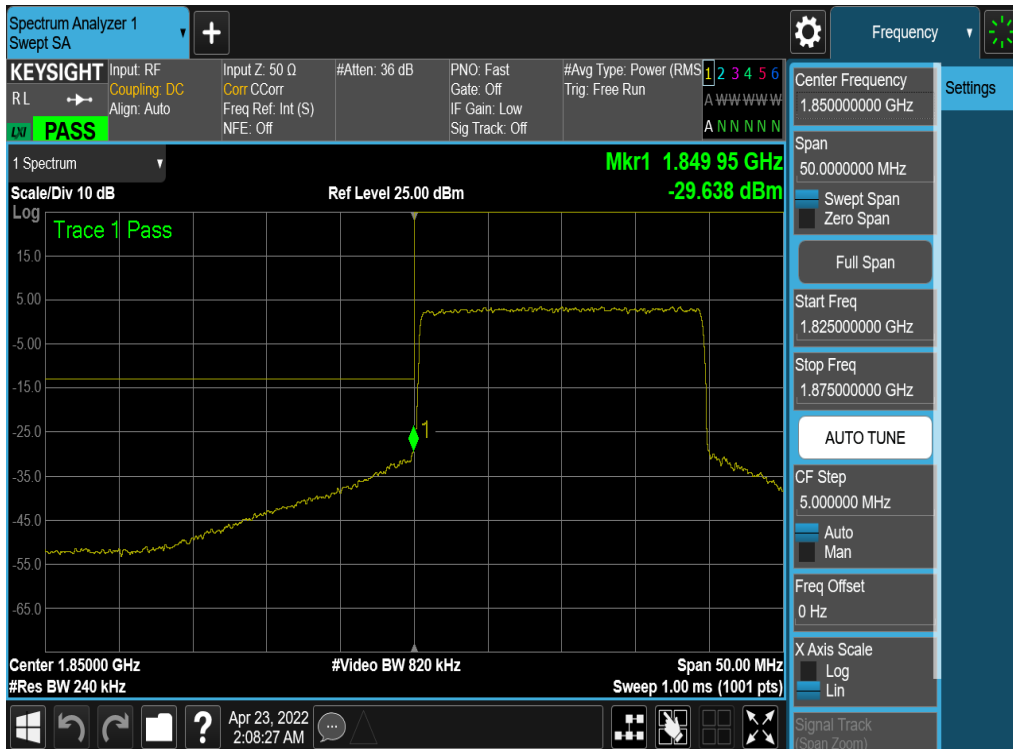 Spectrum Analyzer 1
Swept SA
+
Frequency
KEYSIGHT
RL
LXI PASS
Input: RF
Coupling: DC
Align: Auto
Input Z: 50 Ω
Corr CCorr
Freq Ref: Int (S)
NFE: Off
#Atten: 36 dB
PNO: Fast
Gate: Off
IF Gain: Low
Sig Track: Off
#Avg Type: Power (RMS
Trig: Free Run
1 2 3 4 5 6
A W W W W W
A N N N N N
1 Spectrum
Scale/Div 10 dB
Ref Level 25.00 dBm
Mkr1 1.849 95 GHz
-29.638 dBm
Log
Trace 1 Pass
15.0
5.00
-5.00
-15.0
-25.0
1
-35.0
-45.0
-55.0
-65.0
Center 1.85000 GHz
#Video BW 820 kHz
Span 50.00 MHz
#Res BW 240 kHz
Sweep 1.00 ms (1001 pts)
Center Frequency
1.850000000 GHz
Span
50.0000000 MHz
Swept Span
Zero Span
Full Span
Start Freq
1.825000000 GHz
Stop Freq
1.875000000 GHz
AUTO TUNE
CF Step
5.000000 MHz
Auto
Man
Freq Offset
0 Hz
X Axis Scale
Log
Lin
Signal Track
(Span Zoom)
Settings
?
Apr 23, 2022
2:08:27 AM